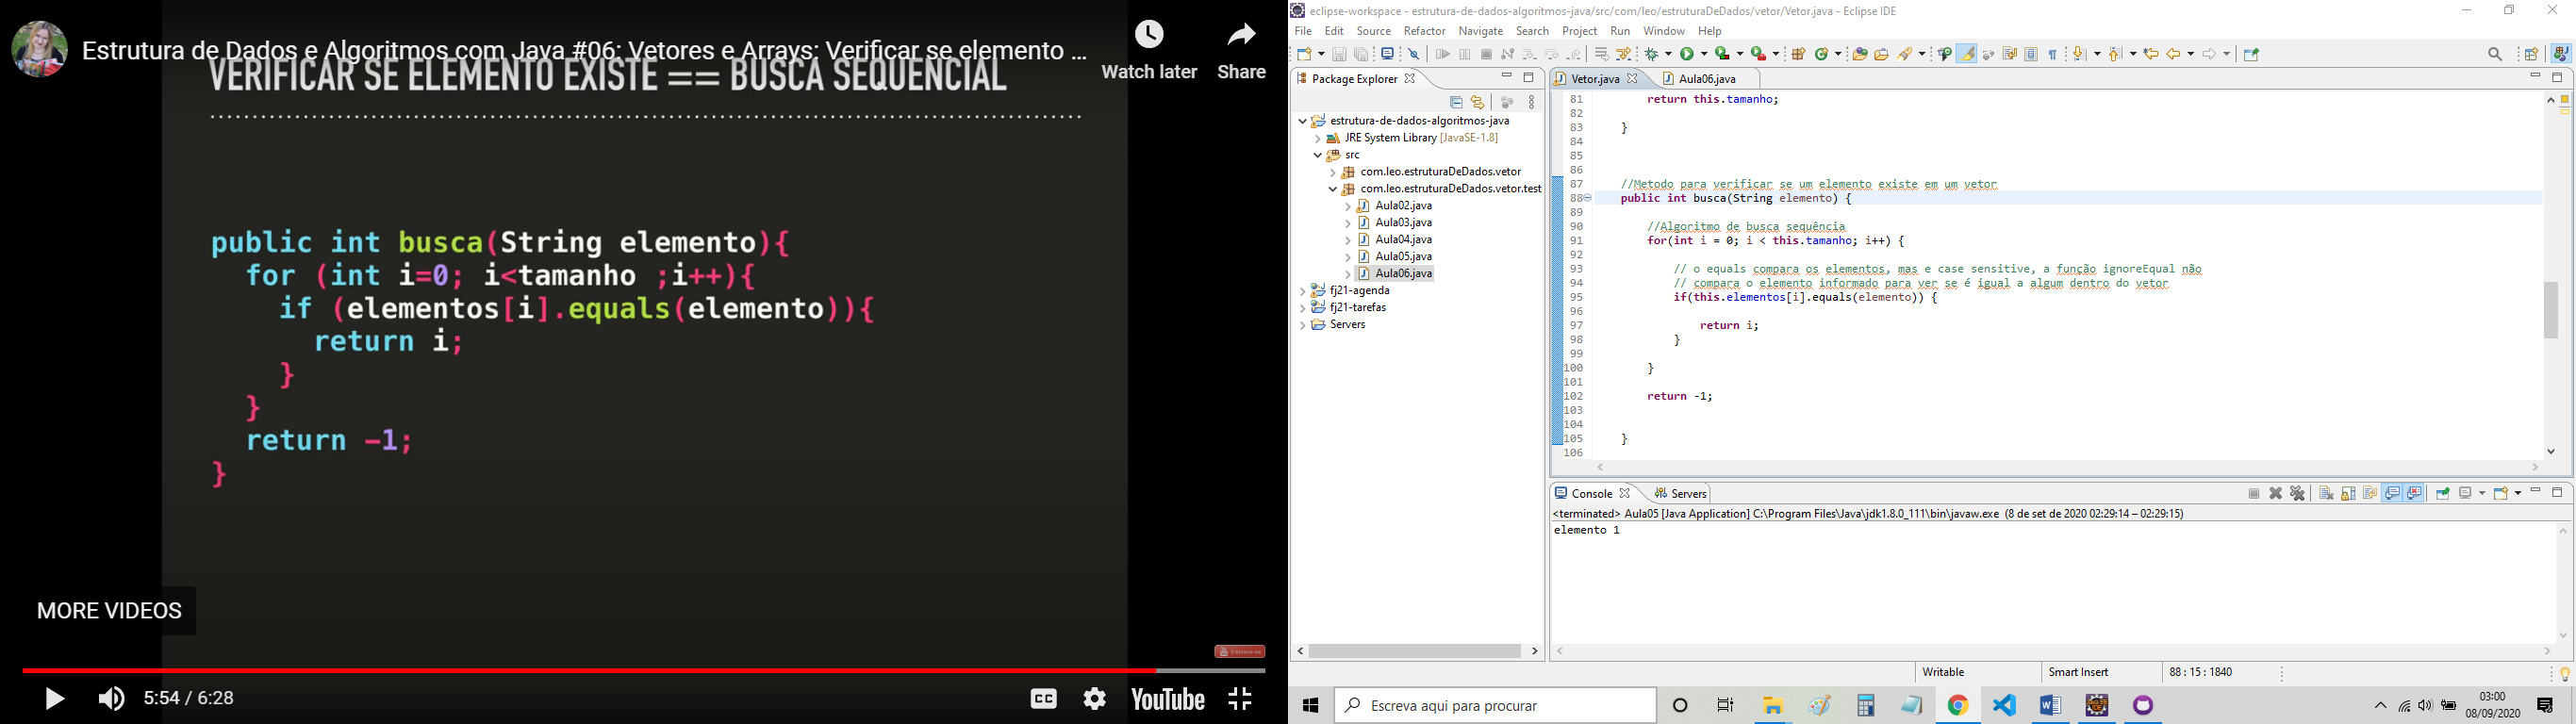 Estrutura de Dados e Algoritmos com Java #06: Vetores e Arrays: Verificar se elemento ...
Watch later
Share
VERIFICAR SE ELEMENTO EXISTE == BUSCA SEQUENCIAL
public int busca(String elemento){
for (int i=0; i<tamanho ;i++){
if (elementos[i].equals(elemento)){
return i;
}
}
return -1;
}
MORE VIDEOS
5:54 / 6:28
CC
YouTube
eclipse-workspace - estrutura-de-dados-algoritmos-java/src/com/leo/estruturaDeDados/vetor/Vetor.java - Eclipse IDE
File Edit Source Refactor Navigate Search Project Run Window Help
Package Explorer
estrutura-de-dados-algoritmos-java
JRE System Library [JavaSE-1.8]
src
com.leo.estruturaDeDados.vetor
com.leo.estruturaDeDados.vetor.test
Aula02.java
Aula03.java
Aula04.java
Aula05.java
Aula06.java
fj21-agenda
fj21-tarefas
Servers
Vetor.java
Aula06.java
81 return this.tamanho;
82
83 }
84
85
86
87 //Metodo para verificar se um elemento existe em um vetor
88 public int busca(String elemento) {
89
90 //Algoritmo de busca sequência
91 for(int i = 0; i < this.tamanho; i++) {
92
93 // o equals compara os elementos, mas e case sensitive, a função ignoreEqual não
94 // compara o elemento informado para ver se é igual a algum dentro do vetor
95 if(this.elementos[i].equals(elemento)) {
96
97 return i;
98 }
99
100 }
101
102 return -1;
103
104
105 }
106
Console
Servers
<terminated> Aula05 [Java Application] C:\Program Files\Java\jdk1.8.0_111\bin\javaw.exe (8 de set de 2020 02:29:14 – 02:29:15)
elemento 1
Writable
Smart Insert
88 : 15 : 1840
Escreva aqui para procurar
03:00
08/09/2020